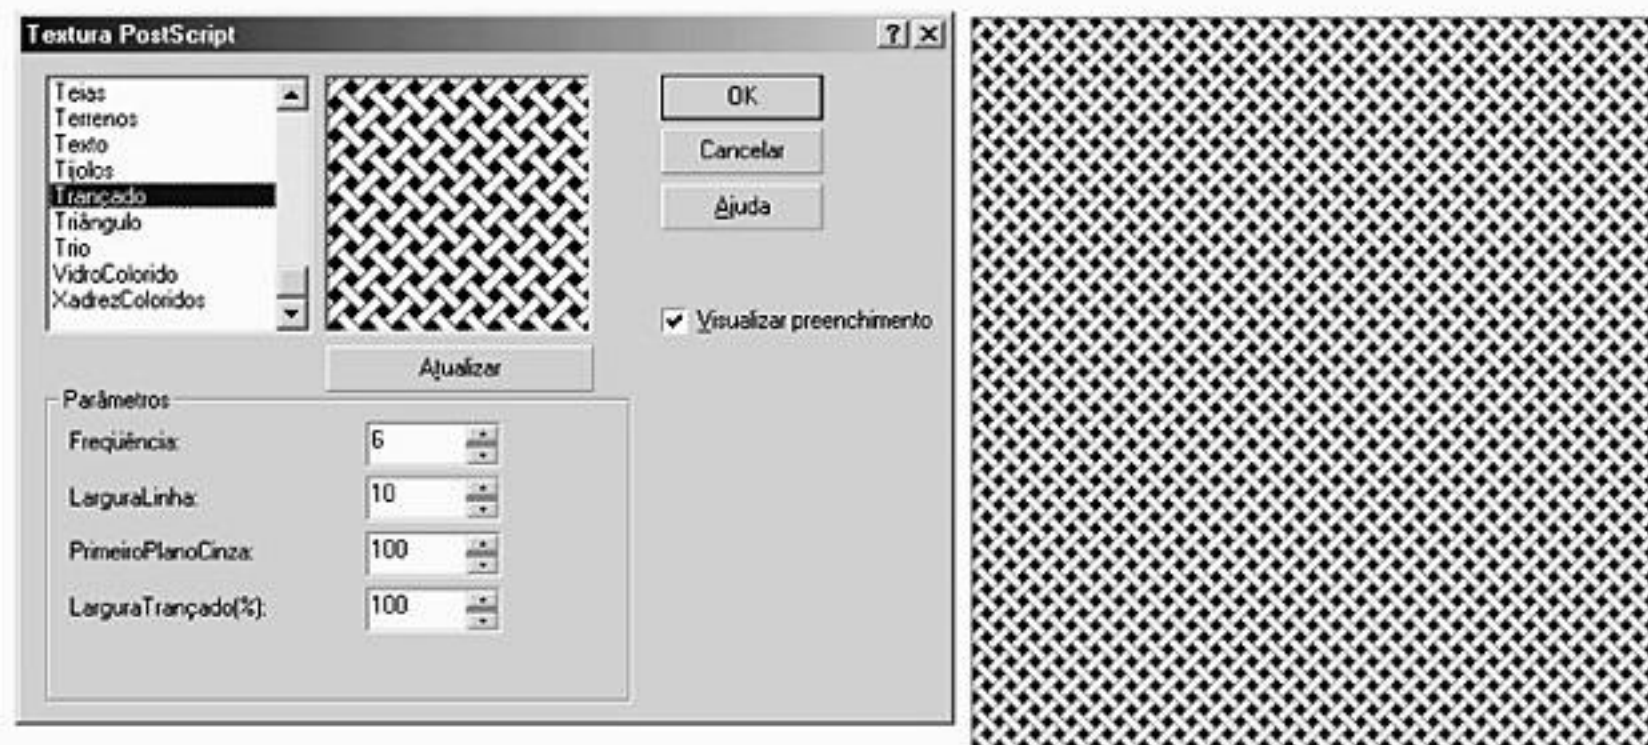 Textura PostScript
Teias
Terrenos
Texto
Tijolos
Trançado
Triângulo
Trio
VidroColorido
XadrezColoridos
OK
Cancelar
Ajuda
Visualizar preenchimento
Atualizar
Parâmetros
Freqüência: 6
LarguraLinha: 10
PrimeiroPlanoCinza: 100
LarguraTrançado(%): 100